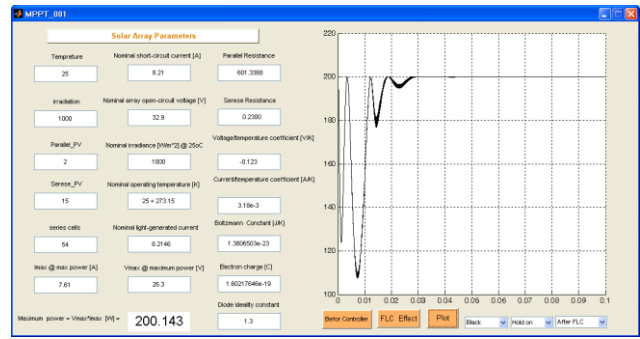 MPPT_001
Solar Array Parameters
Tempreture
25
Nominal short-circuit current [A]
8.21
Parallel Resistance
601.3368
irradiation
1000
Nominal array open-circuit voltage [V]
32.9
Serese Resistance
0.2380
Parallel_PV
2
Nominal irradiance [W/m^2] @ 25oC
1000
Voltage/temperature coefficient [V/K]
-0.123
Serese_PV
15
Nominal operating temperature [K]
25 + 273.15
Current/temperature coefficient [A/K]
3.18e-3
series cells
54
Nominal light-generated current
8.2146
Boltzmann Constant [J/K]
1.3806503e-23
Imax @ max power [A]
7.61
Vmax @ maximum power [V]
26.3
Electron charge [C]
1.60217646e-19
Diode ideality constant
1.3
Maximum power = Vmax*Imax [W] =
200.143
220
200
180
160
140
120
100
0 0.01 0.02 0.03 0.04 0.05 0.06 0.07 0.08 0.09 0.1
Befor Controller
FLC Effect
Plot
Black
Hold on
After FLC